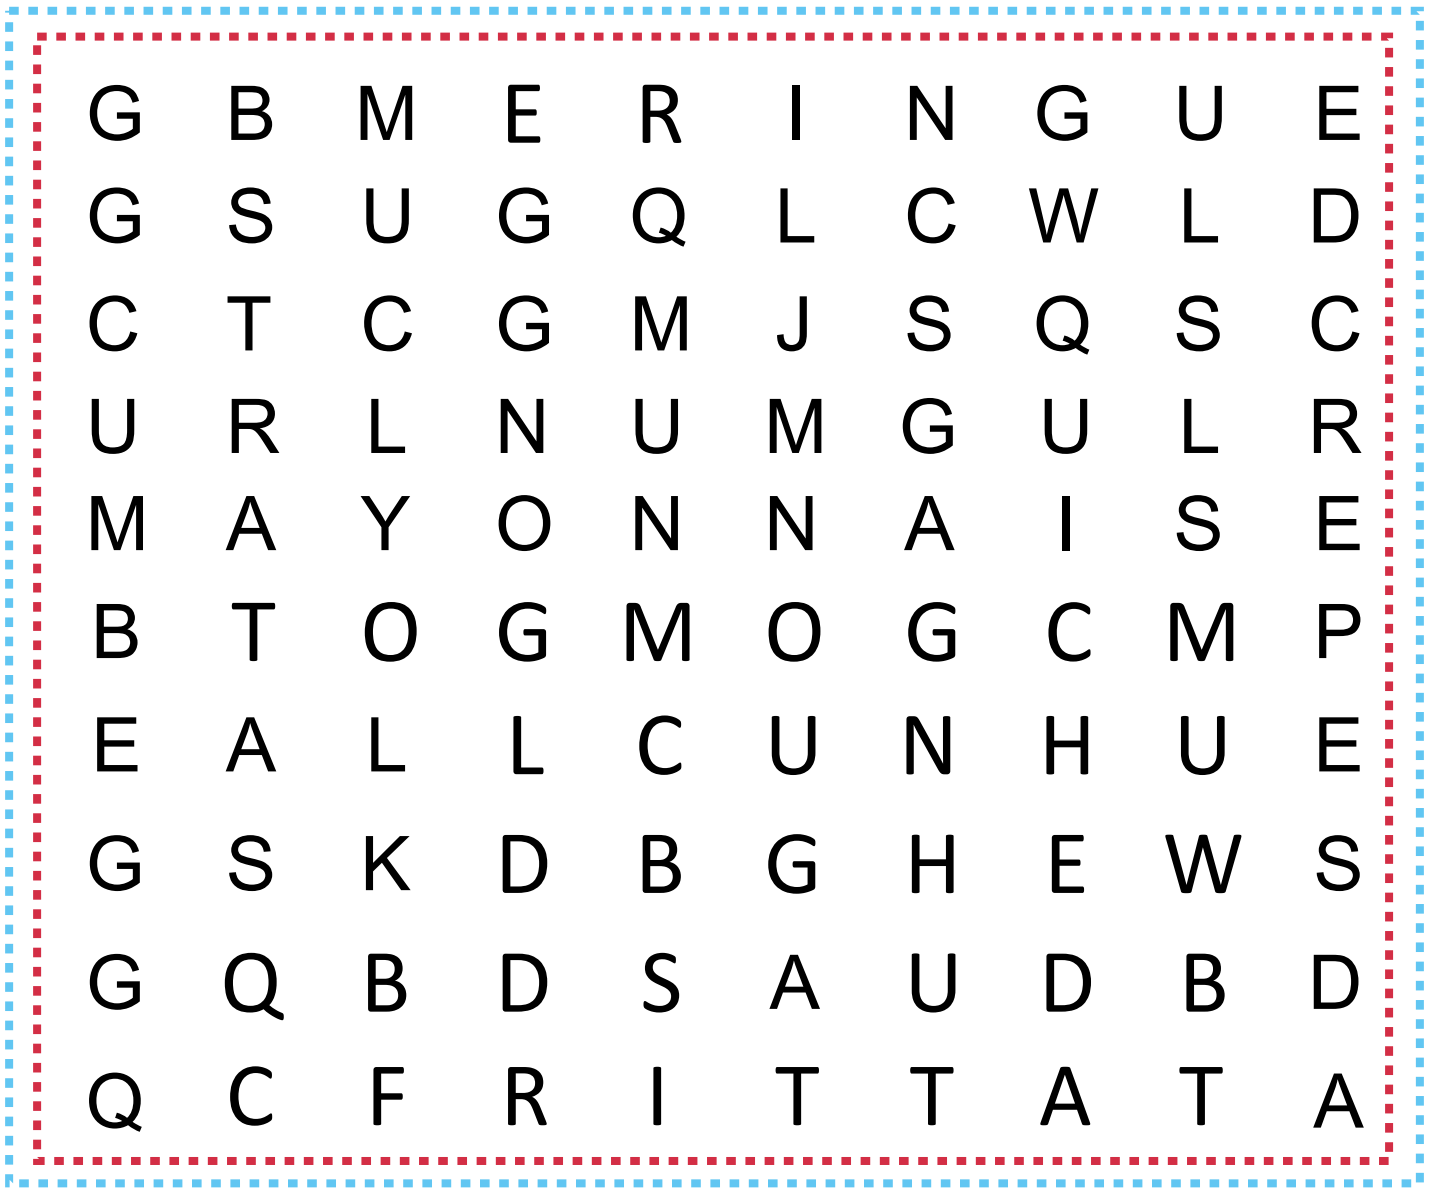 G B M E R I N G U E
G S U G Q L C W L D
C T C G M J S Q S C
U R L N U M G U L R
M A Y O N N A I S E
B T O G M O G C M P
E A L L C U N H U E
G S K D B G H E W S
G Q B D S A U D B D
Q C F R I T T A T A